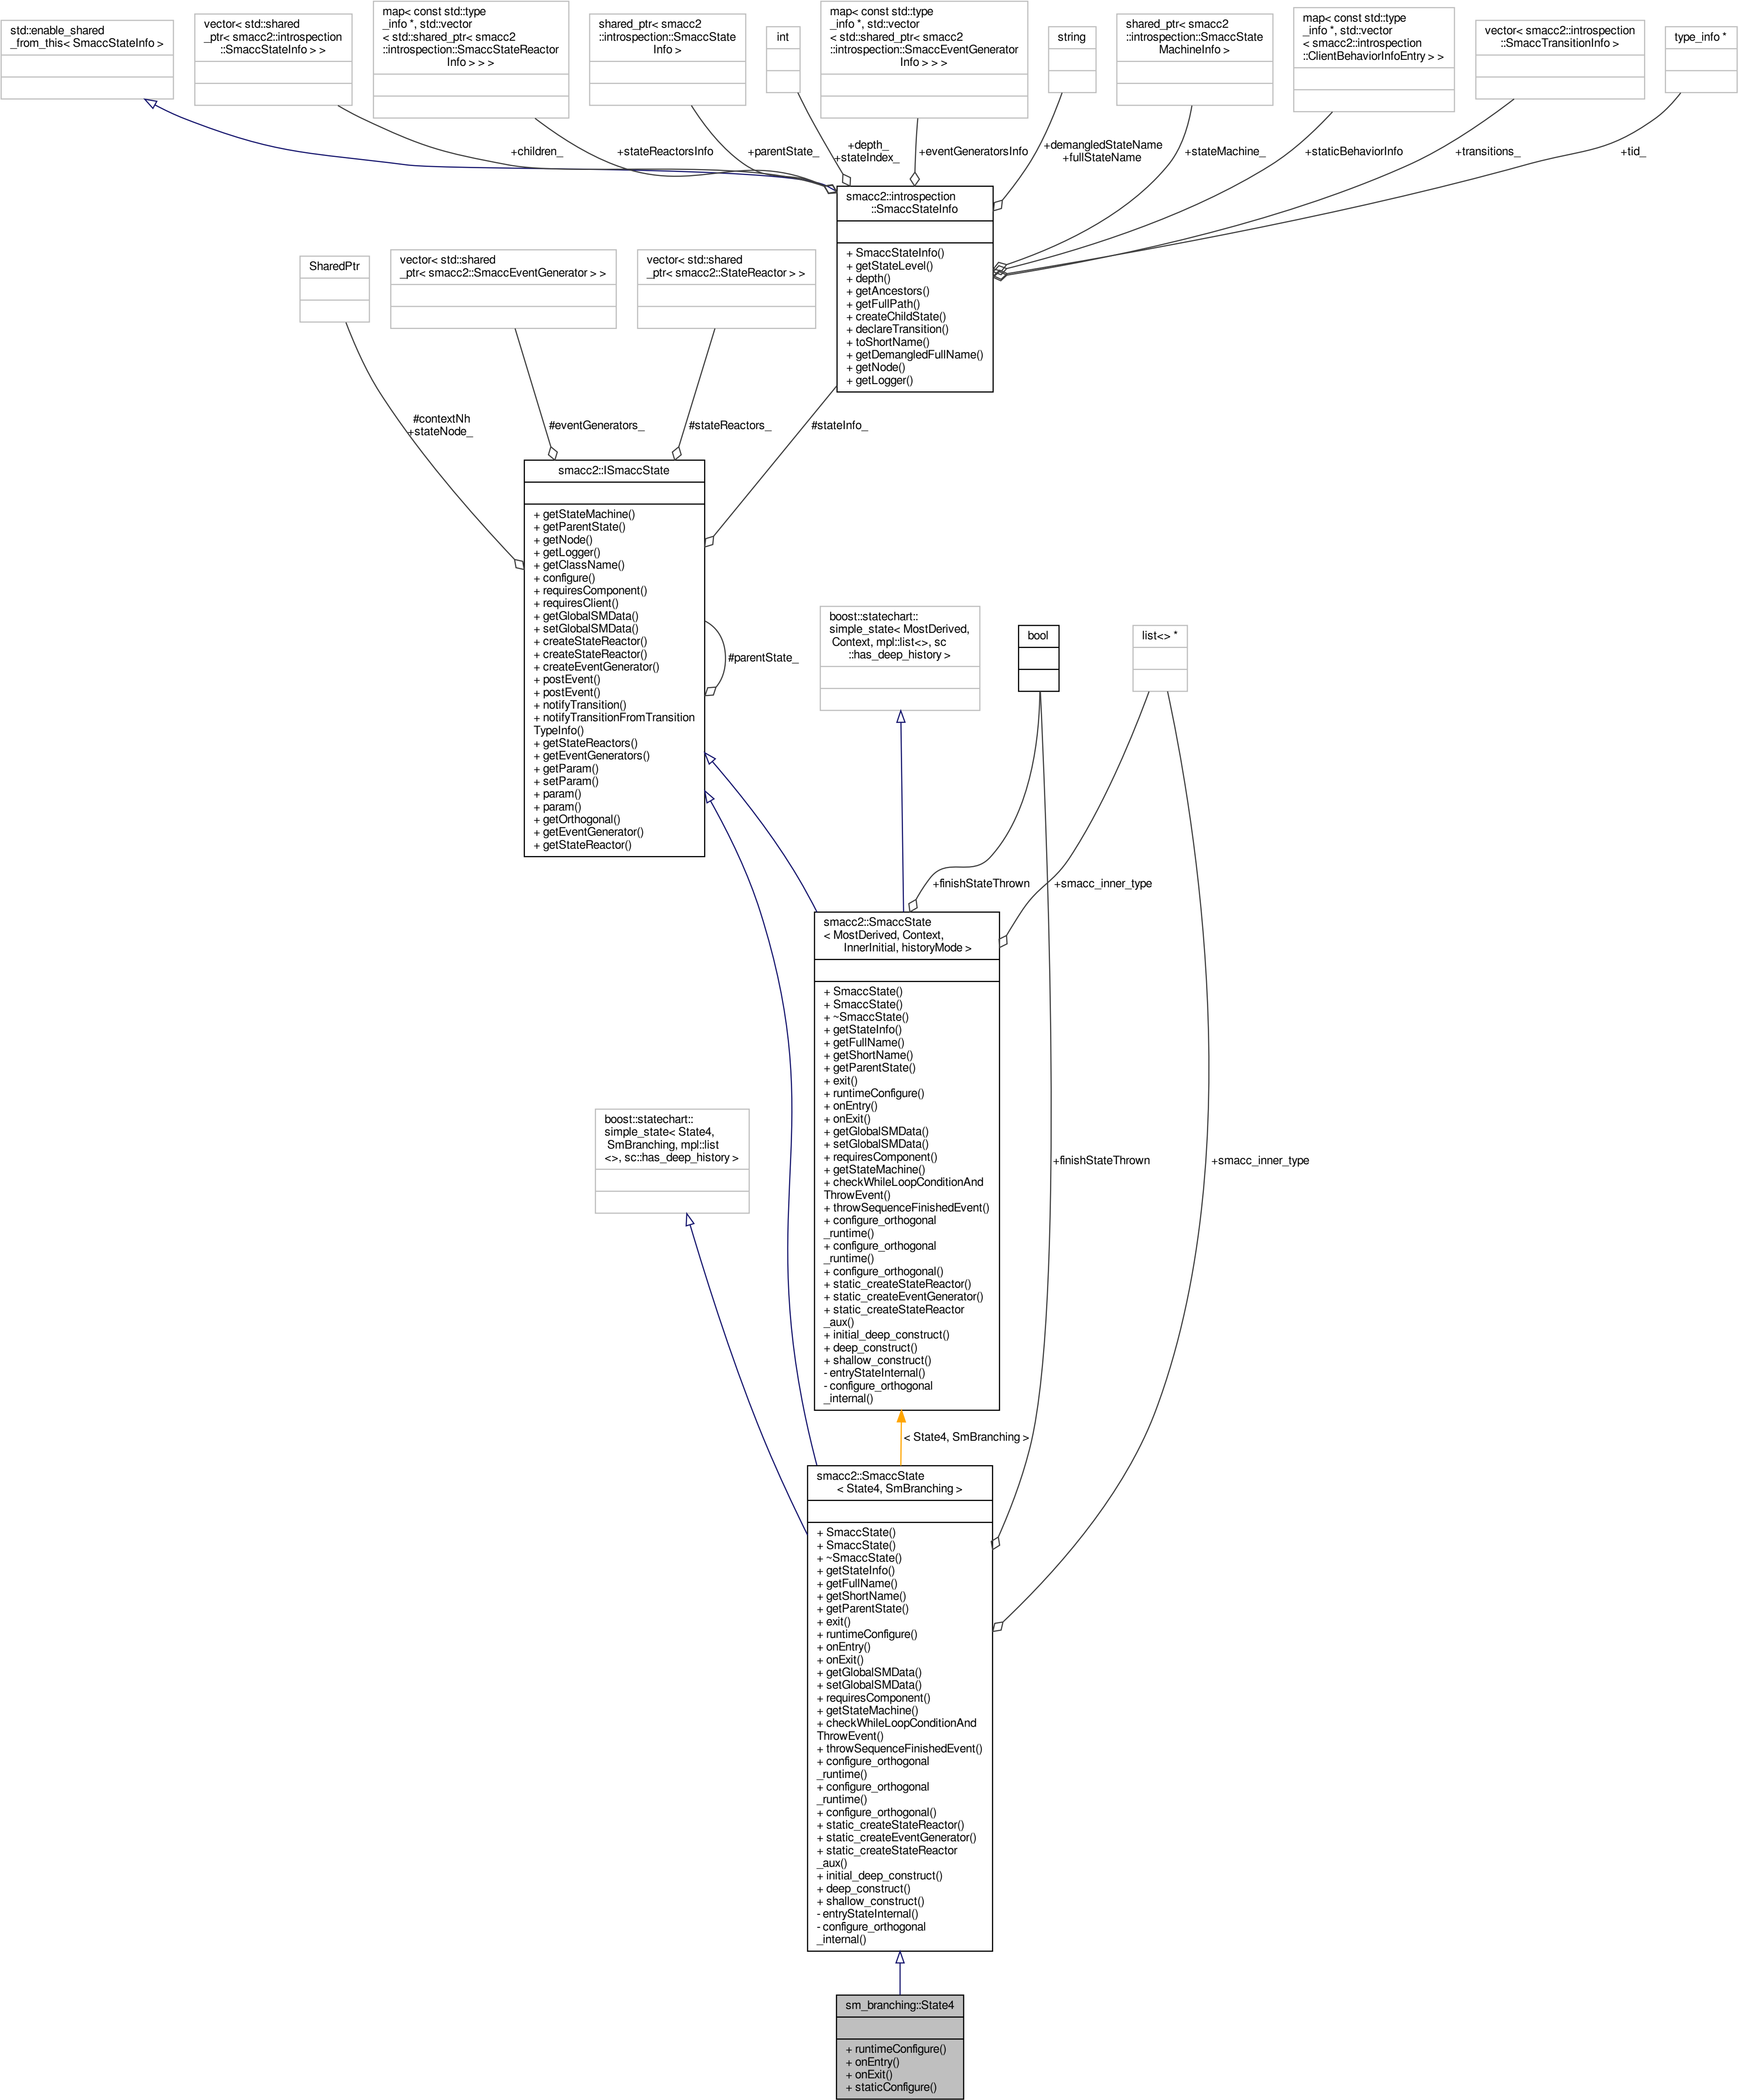 std::enable_shared
_from_this< SmaccStateInfo >
vector< std::shared
_ptr< smacc2::introspection
::SmaccStateInfo > >
map< const std::type
_info *, std::vector
< std::shared_ptr< smacc2
::introspection::SmaccStateReactor
Info > > >
shared_ptr< smacc2
::introspection::SmaccState
Info >
int
map< const std::type
_info *, std::vector
< std::shared_ptr< smacc2
::introspection::SmaccEventGenerator
Info > > >
string
shared_ptr< smacc2
::introspection::SmaccState
MachineInfo >
map< const std::type
_info *, std::vector
< smacc2::introspection
::ClientBehaviorInfoEntry > >
vector< smacc2::introspection
::SmaccTransitionInfo >
type_info *
+children_
+stateReactorsInfo
+parentState_
+depth_
+stateIndex_
+eventGeneratorsInfo
+demangledStateName
+fullStateName
+stateMachine_
+staticBehaviorInfo
+transitions_
+tid_
smacc2::introspection
::SmaccStateInfo
+ SmaccStateInfo()
+ getStateLevel()
+ depth()
+ getAncestors()
+ getFullPath()
+ createChildState()
+ declareTransition()
+ toShortName()
+ getDemangledFullName()
+ getNode()
+ getLogger()
SharedPtr
vector< std::shared
_ptr< smacc2::SmaccEventGenerator > >
vector< std::shared
_ptr< smacc2::StateReactor > >
#contextNh
+stateNode_
#eventGenerators_
#stateReactors_
#stateInfo_
smacc2::ISmaccState
+ getStateMachine()
+ getParentState()
+ getNode()
+ getLogger()
+ getClassName()
+ configure()
+ requiresComponent()
+ requiresClient()
+ getGlobalSMData()
+ setGlobalSMData()
+ createStateReactor()
+ createStateReactor()
+ createEventGenerator()
+ postEvent()
+ postEvent()
+ notifyTransition()
+ notifyTransitionFromTransition
TypeInfo()
+ getStateReactors()
+ getEventGenerators()
+ getParam()
+ setParam()
+ param()
+ param()
+ getOrthogonal()
+ getEventGenerator()
+ getStateReactor()
#parentState_
boost::statechart::
simple_state< MostDerived,
Context, mpl::list<>, sc
::has_deep_history >
bool
list<> *
+finishStateThrown
+smacc_inner_type
smacc2::SmaccState
< MostDerived, Context,
InnerInitial, historyMode >
+ SmaccState()
+ SmaccState()
+ ~SmaccState()
+ getStateInfo()
+ getFullName()
+ getShortName()
+ getParentState()
+ exit()
+ runtimeConfigure()
+ onEntry()
+ onExit()
+ getGlobalSMData()
+ setGlobalSMData()
+ requiresComponent()
+ getStateMachine()
+ checkWhileLoopConditionAnd
ThrowEvent()
+ throwSequenceFinishedEvent()
+ configure_orthogonal
_runtime()
+ configure_orthogonal
_runtime()
+ configure_orthogonal()
+ static_createStateReactor()
+ static_createEventGenerator()
+ static_createStateReactor
_aux()
+ initial_deep_construct()
+ deep_construct()
+ shallow_construct()
- entryStateInternal()
- configure_orthogonal
_internal()
boost::statechart::
simple_state< State4,
SmBranching, mpl::list
<>, sc::has_deep_history >
+finishStateThrown
+smacc_inner_type
< State4, SmBranching >
smacc2::SmaccState
< State4, SmBranching >
+ SmaccState()
+ SmaccState()
+ ~SmaccState()
+ getStateInfo()
+ getFullName()
+ getShortName()
+ getParentState()
+ exit()
+ runtimeConfigure()
+ onEntry()
+ onExit()
+ getGlobalSMData()
+ setGlobalSMData()
+ requiresComponent()
+ getStateMachine()
+ checkWhileLoopConditionAnd
ThrowEvent()
+ throwSequenceFinishedEvent()
+ configure_orthogonal
_runtime()
+ configure_orthogonal
_runtime()
+ configure_orthogonal()
+ static_createStateReactor()
+ static_createEventGenerator()
+ static_createStateReactor
_aux()
+ initial_deep_construct()
+ deep_construct()
+ shallow_construct()
- entryStateInternal()
- configure_orthogonal
_internal()
sm_branching::State4
+ runtimeConfigure()
+ onEntry()
+ onExit()
+ staticConfigure()